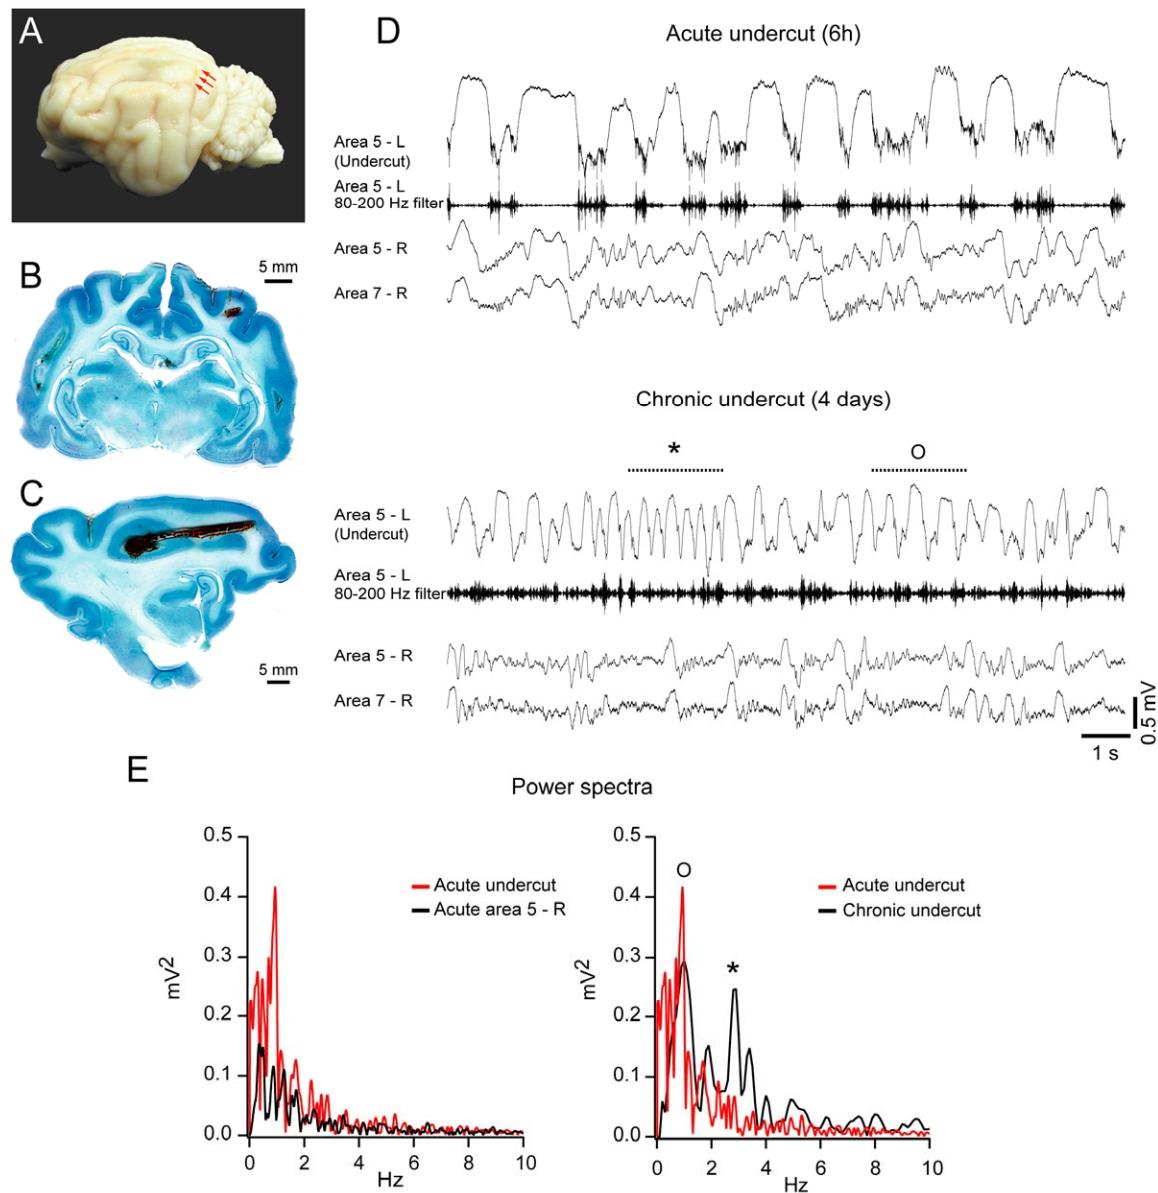 A
D
Acute undercut (6h)
Area 5 - L
(Undercut)
Area 5 - L
80-200 Hz filter
Area 5 - R
Area 7 - R
B
5 mm
C
5 mm
Chronic undercut (4 days)
*
O
Area 5 - L
(Undercut)
Area 5 - L
80-200 Hz filter
Area 5 - R
Area 7 - R
0.5 mV
1 s
E
Power spectra
0.5
0.4
0.3
0.2
0.1
0.0
mV2
0 2 4 6 8 10
Hz
Acute undercut
Acute area 5 - R
0.5
0.4
0.3
0.2
0.1
0.0
mV2
0 2 4 6 8 10
Hz
O
*
Acute undercut
Chronic undercut